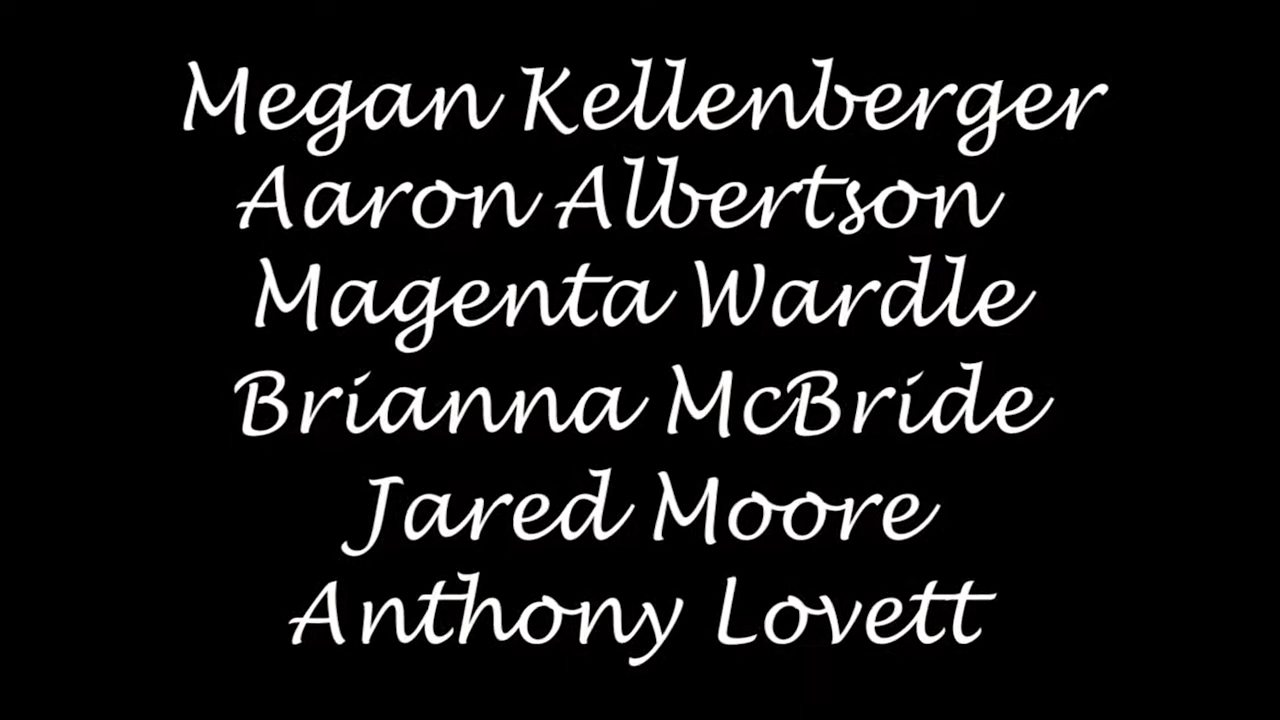 Megan Kellenberger
Aaron Albertson
Magenta Wardle
Brianna McBride
Jared Moore
Anthony Lovett